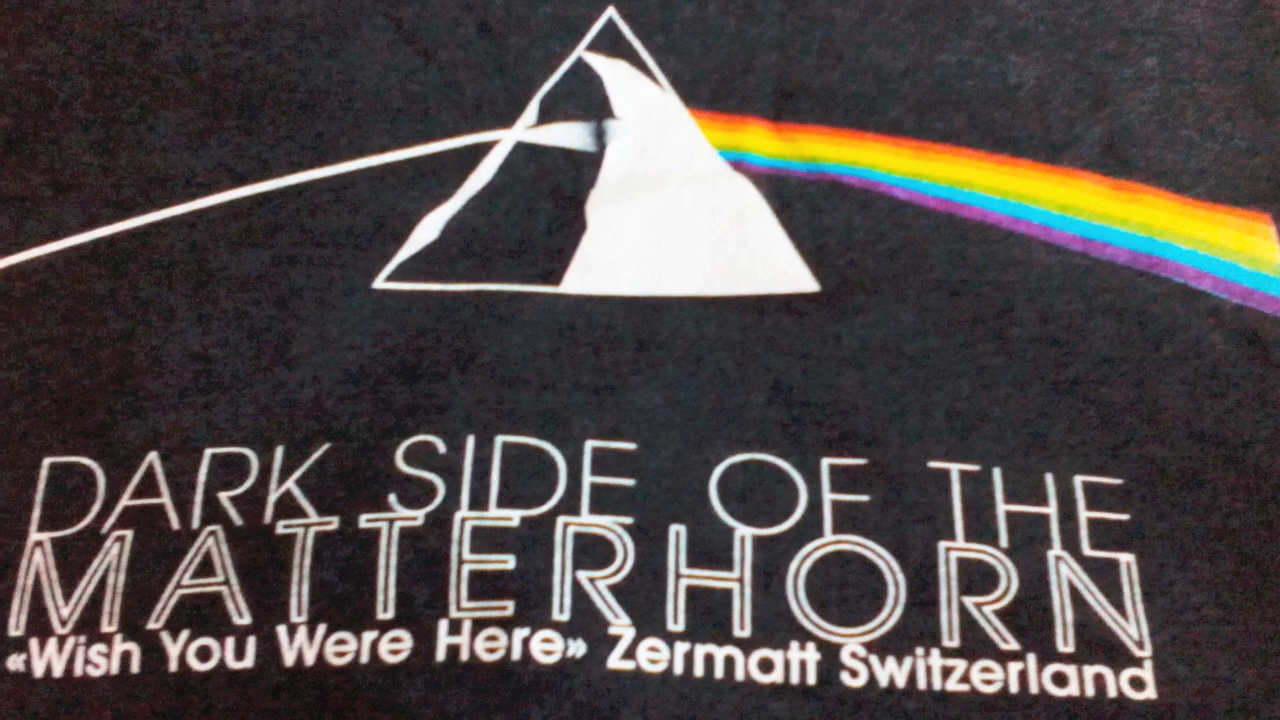 DARK SIDE OF THE
MATTERHORN
«Wish You Were Here» Zermatt Switzerland